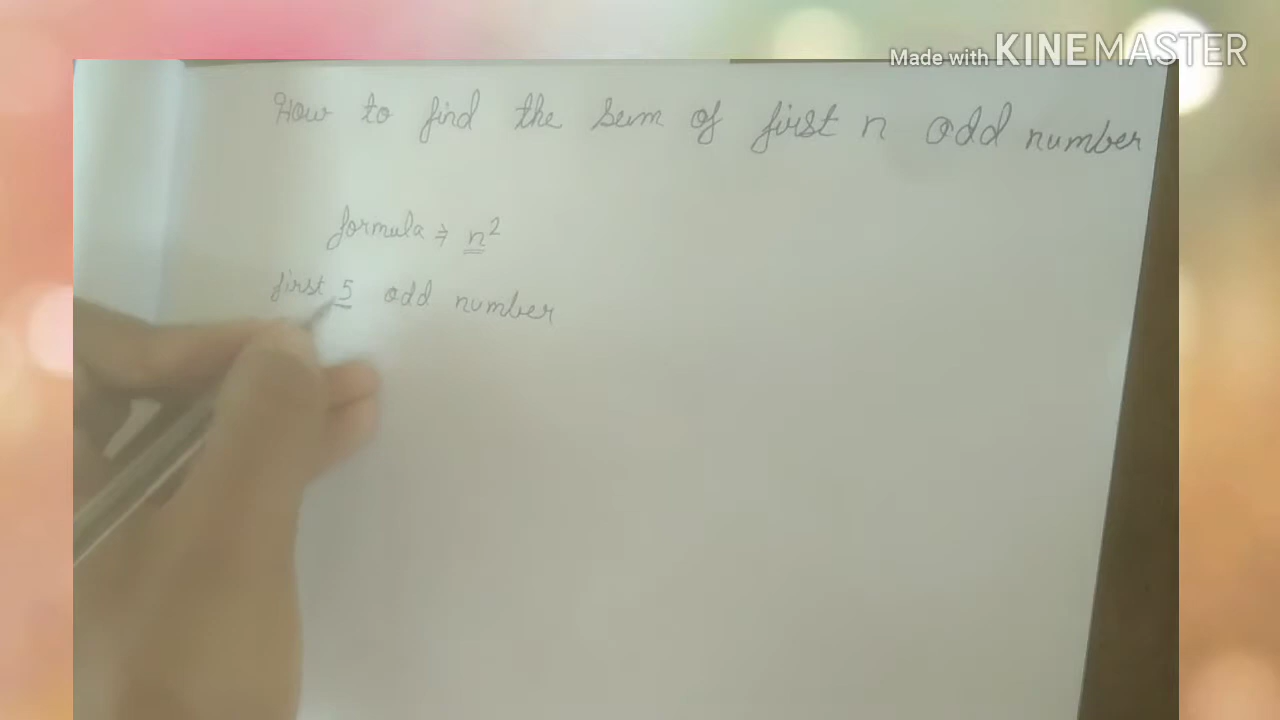 Made with KINEMASTER
How to find the sum of first n odd number
formula ⇒ n²
first 5 odd number